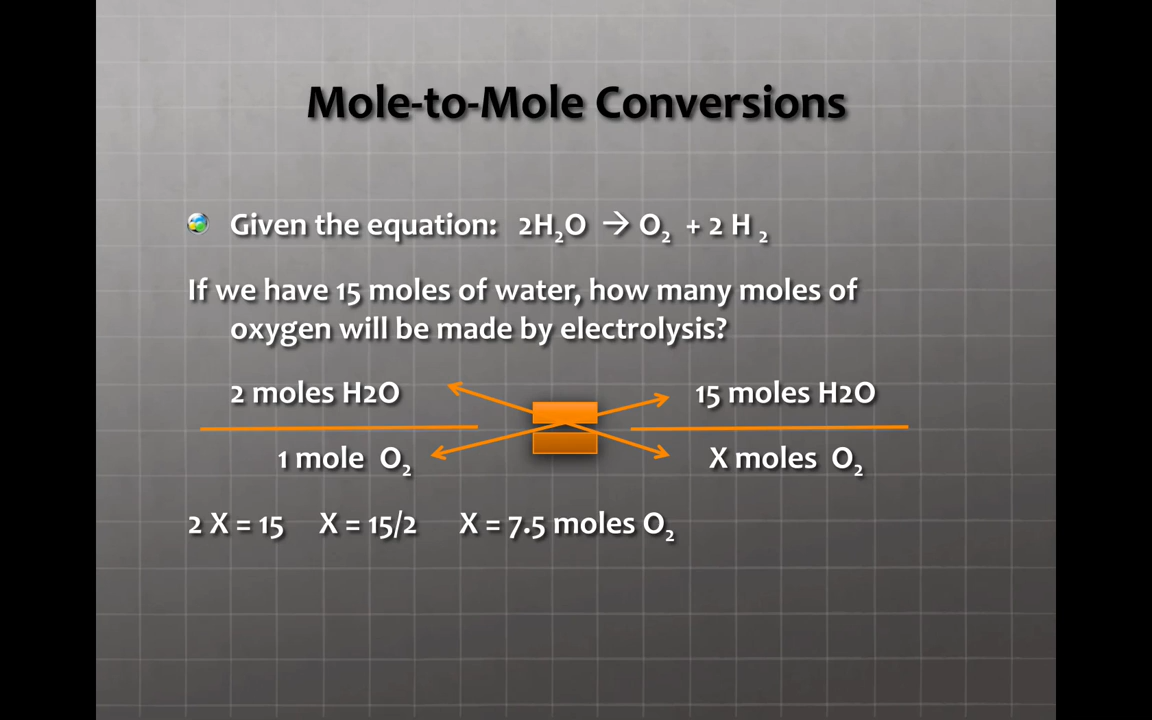 Mole-to-Mole Conversions
Given the equation: 2H₂O → O₂ + 2 H ₂
If we have 15 moles of water, how many moles of
oxygen will be made by electrolysis?
2 moles H2O 15 moles H2O
1 mole O₂ X moles O₂
2 X = 15 X = 15/2 X = 7.5 moles O₂